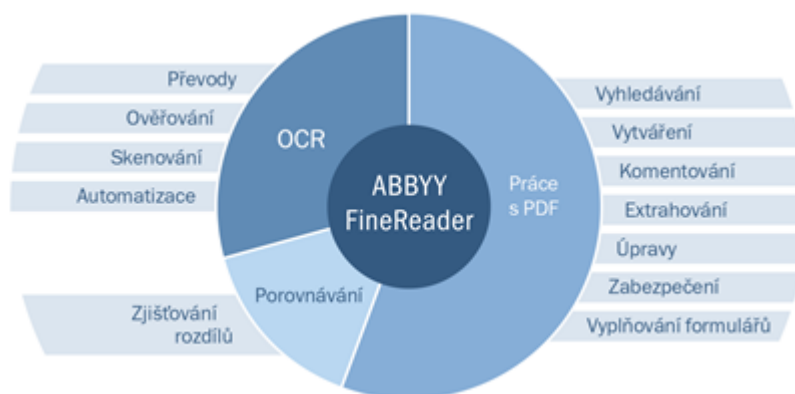 Převody
Ověřování
Skenování
Automatizace
Zjišťování
rozdílů
OCR
Porovnávání
ABBYY
FineReader
Práce
s PDF
Vyhledávání
Vytváření
Komentování
Extrahování
Úpravy
Zabezpečení
Vyplňování formulářů